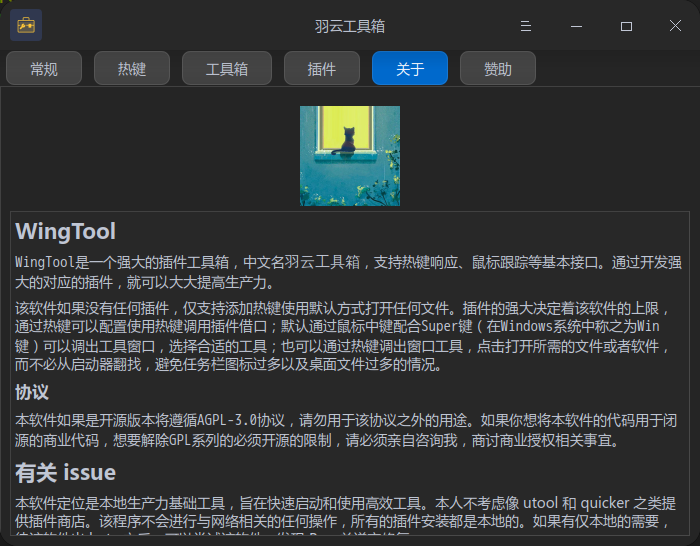 羽云工具箱
常规 热键 工具箱 插件 关于 赞助
WingTool
WingTool是一个强大的插件工具箱，中文名羽云工具箱，支持热键响应、鼠标跟踪等基本接口。通过开发强
大的对应的插件，就可以大大提高生产力。
该软件如果没有任何插件，仅支持添加热键使用默认方式打开任何文件。插件的强大决定着该软件的上限，
通过热键可以配置使用热键调用插件借口；默认通过鼠标中键配合Super键（在Windows系统中称之为Win
键）可以调出工具窗口，选择合适的工具；也可以通过热键调出窗口工具，点击打开所需的文件或者软件，
而不必从启动器翻找，避免任务栏图标过多以及桌面文件过多的情况。
协议
本软件如果是开源版本将遵循AGPL-3.0协议，请勿用于该协议之外的用途。如果你想将本软件的代码用于闭
源的商业代码，想要解除GPL系列的必须开源的限制，请必须亲自咨询我，商讨商业授权相关事宜。
有关 issue
本软件定位是本地生产力基础工具，旨在快速启动和使用高效工具。本人不考虑像 utool 和 quicker 之类提
供插件商店。该程序不会进行与网络相关的任何操作，所有的插件安装都是本地的。如果有仅本地的需要，